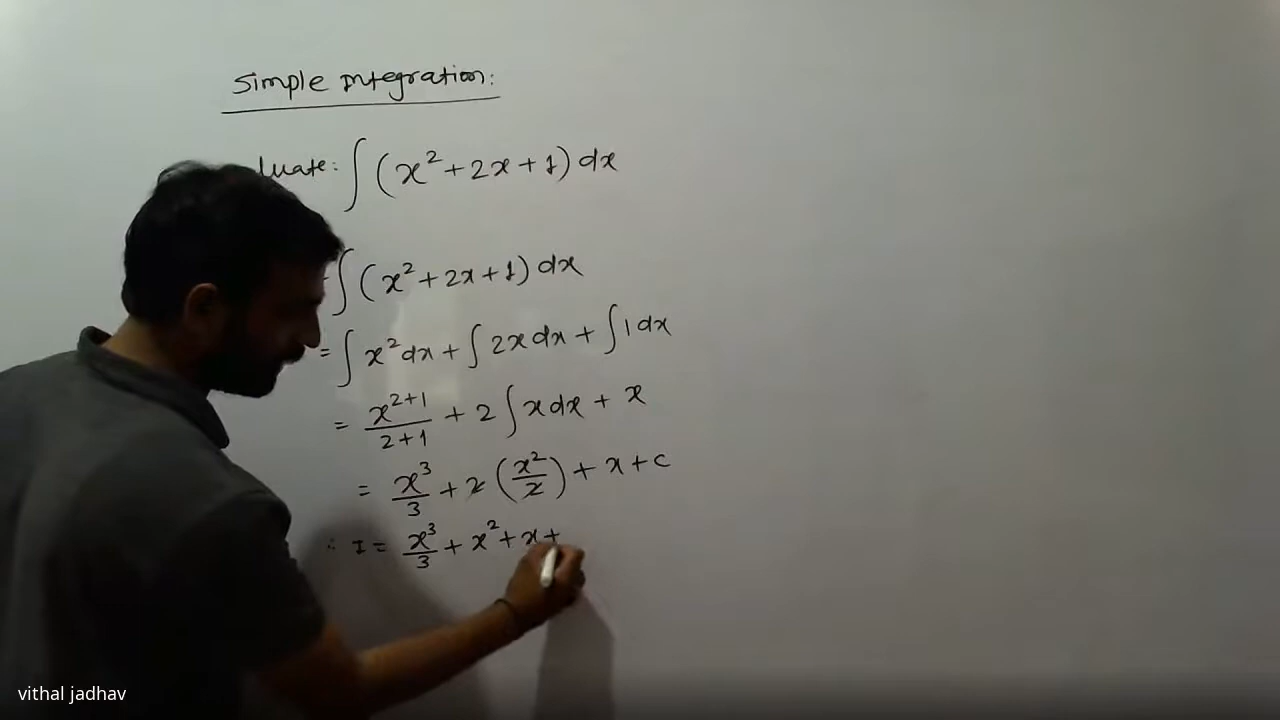 Simple Integration:
luate: ∫ (x² + 2x + 1) dx
∫ (x² + 2x + 1) dx
= ∫ x² dx + ∫ 2x dx + ∫ 1 dx
= x²⁺¹/2+1 + 2 ∫ x dx + x
= x³/3 + 2 (x²/2) + x + c
∴ I = x³/3 + x² + x +
vithal jadhav